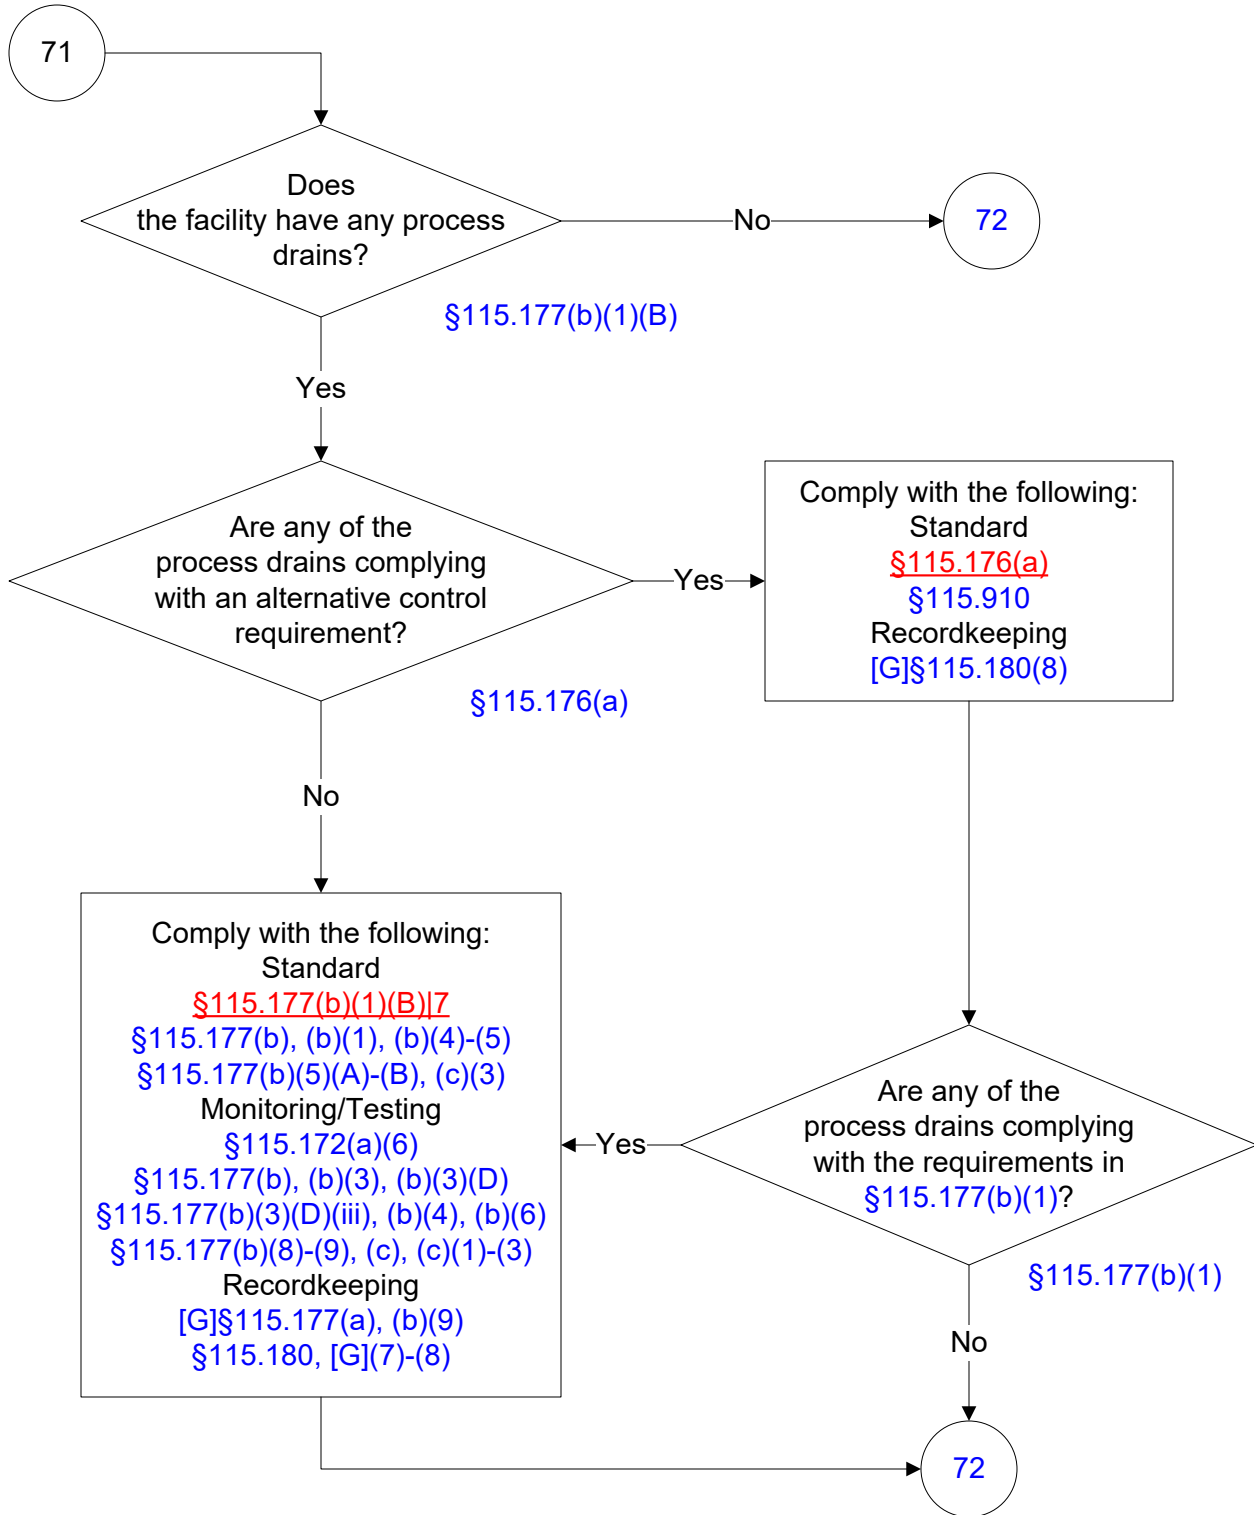 71
Does
the facility have any process
drains?
No
72
§115.177(b)(1)(B)
Yes
Are any of the
process drains complying
with an alternative control
requirement?
Yes
§115.176(a)
Comply with the following:
Standard
§115.176(a)
§115.910
Recordkeeping
[G]§115.180(8)
No
Comply with the following:
Standard
§115.177(b)(1)(B)|7
§115.177(b), (b)(1), (b)(4)-(5)
§115.177(b)(5)(A)-(B), (c)(3)
Monitoring/Testing
§115.172(a)(6)
§115.177(b), (b)(3), (b)(3)(D)
§115.177(b)(3)(D)(iii), (b)(4), (b)(6)
§115.177(b)(8)-(9), (c), (c)(1)-(3)
Recordkeeping
[G]§115.177(a), (b)(9)
§115.180, [G](7)-(8)
Yes
Are any of the
process drains complying
with the requirements in
§115.177(b)(1)?
§115.177(b)(1)
No
72